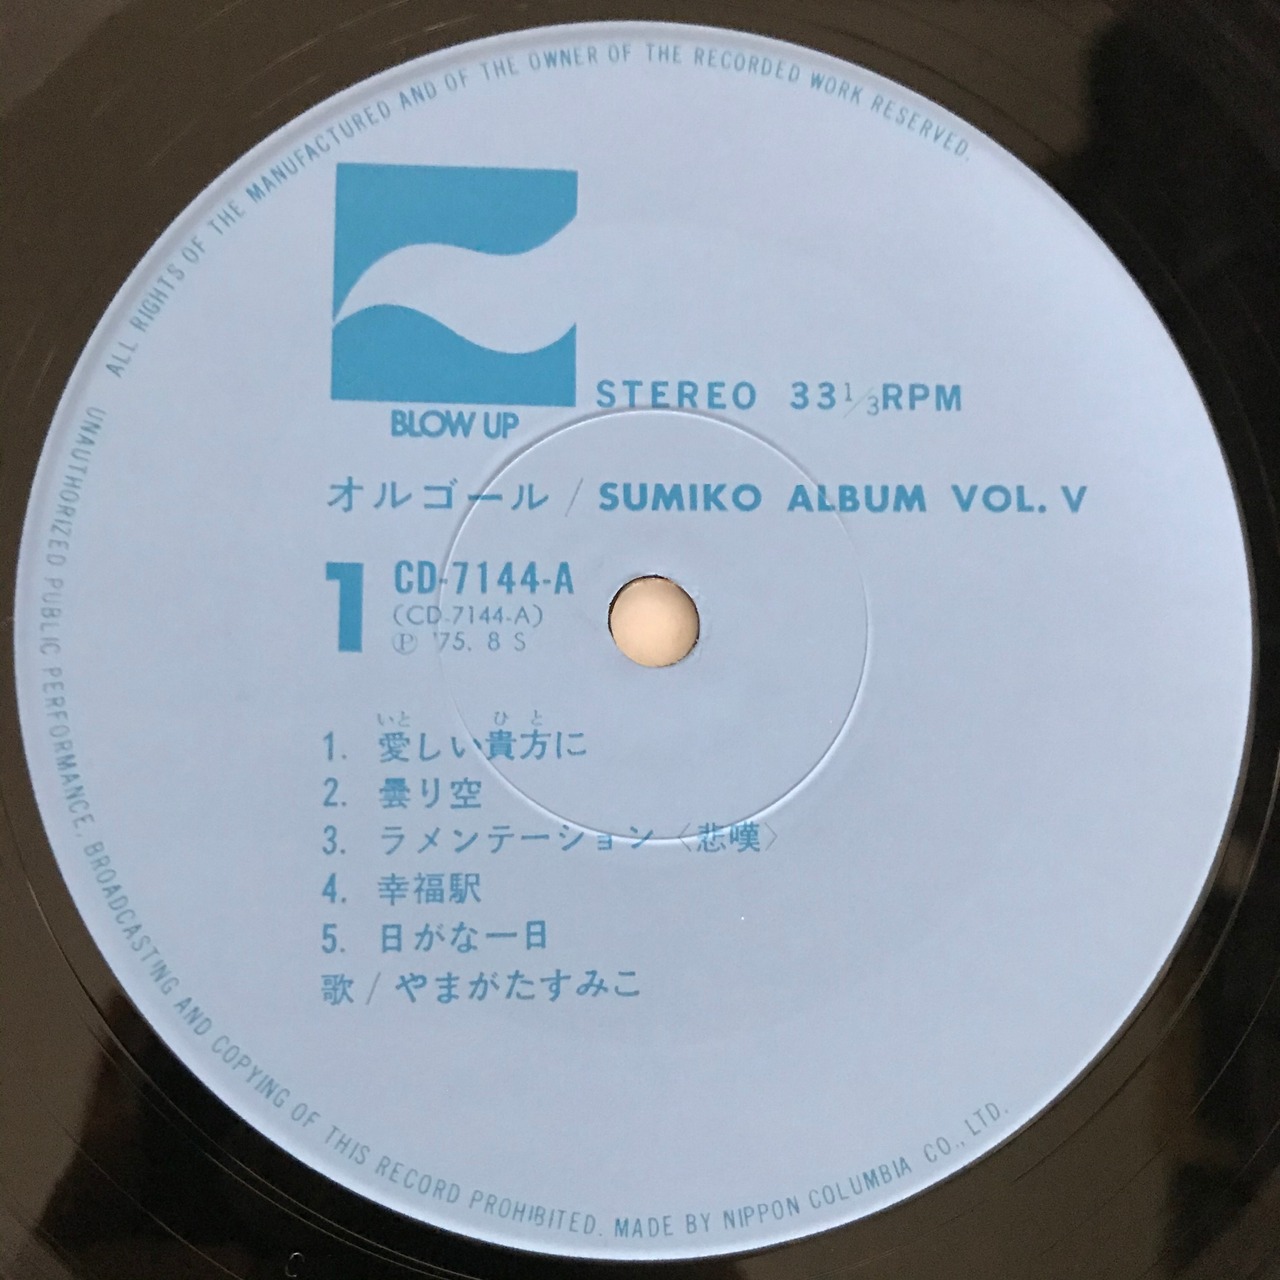 ALL RIGHTS OF THE MANUFACTURED AND OF THE OWNER OF THE RECORDED WORK RESERVED.
BLOW UP
STEREO 33 1/3 RPM
オルゴール / SUMIKO ALBUM VOL. V
1
CD-7144-A
(CD-7144-A)
Ⓟ '75. 8 S
いと ひと
1. 愛しい貴方に
2. 曇り空
3. ラメンテーション〈悲嘆〉
4. 幸福駅
5. 日がな一日
歌 / やまがたすみこ
UNAUTHORIZED PUBLIC PERFORMANCE, BROADCASTING AND COPYING OF THIS RECORD PROHIBITED. MADE BY NIPPON COLUMBIA CO., LTD.